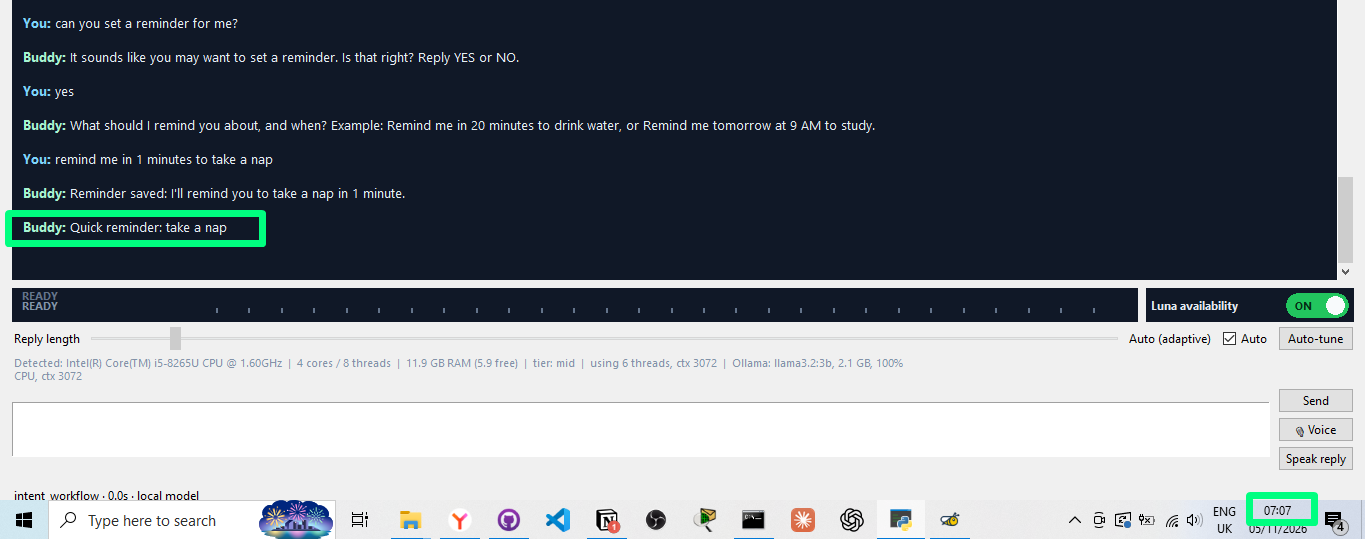 You: can you set a reminder for me?
Buddy: It sounds like you may want to set a reminder. Is that right? Reply YES or NO.
You: yes
Buddy: What should I remind you about, and when? Example: Remind me in 20 minutes to drink water, or Remind me tomorrow at 9 AM to study.
You: remind me in 1 minutes to take a nap
Buddy: Reminder saved: I'll remind you to take a nap in 1 minute.
Buddy: Quick reminder: take a nap
READY
READY
Luna availability
ON
Reply length
Auto (adaptive)
Auto
Auto-tune
Detected: Intel(R) Core(TM) i5-8265U CPU @ 1.60GHz | 4 cores / 8 threads | 11.9 GB RAM (5.9 free) | tier: mid | using 6 threads, ctx 3072 | Ollama: llama3.2:3b, 2.1 GB, 100%
CPU, ctx 3072
Send
Voice
Speak reply
intent workflow · 0.0s · local model
Type here to search
1
ENG
UK
07:07
05/11/2026
4